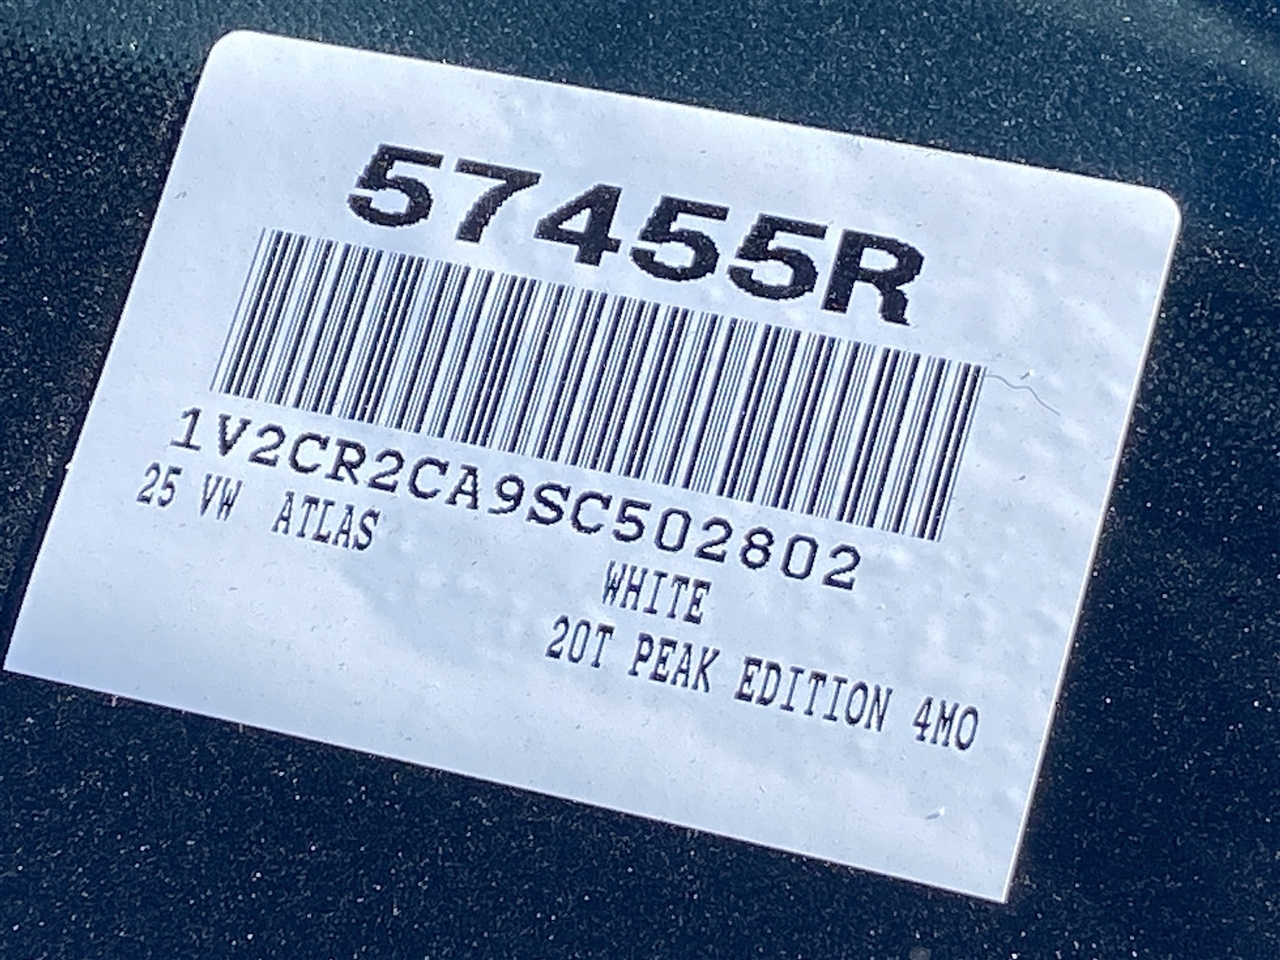 57455R
1V2CR2CA9SC502802
25 VW ATLAS
WHITE
20T PEAK EDITION 4MO